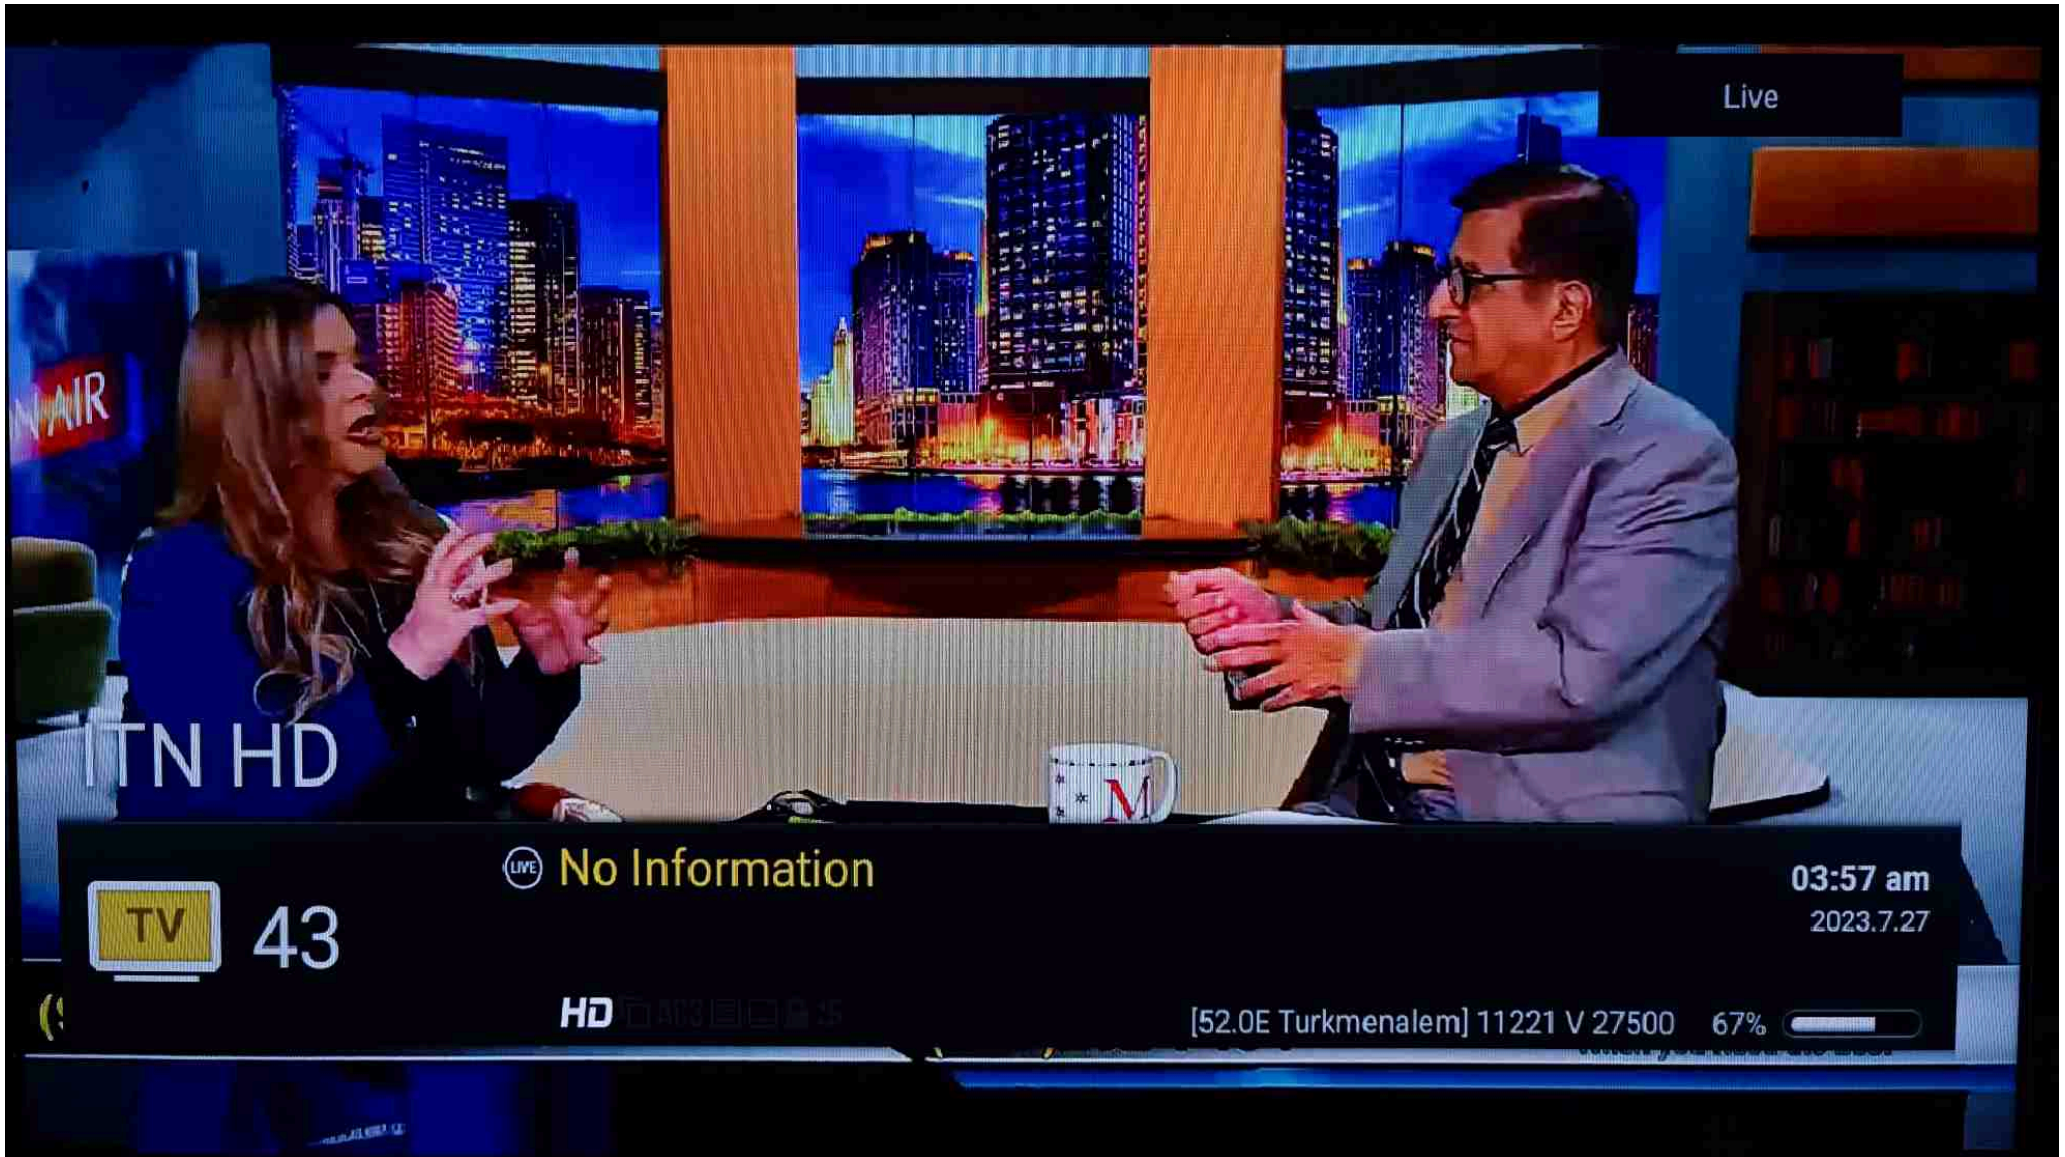 Live
N AIR
ITN HD
M
LIVE No Information
03:57 am
TV 43
2023.7.27
HD
[52.0E Turkmenalem] 11221 V 27500 67%